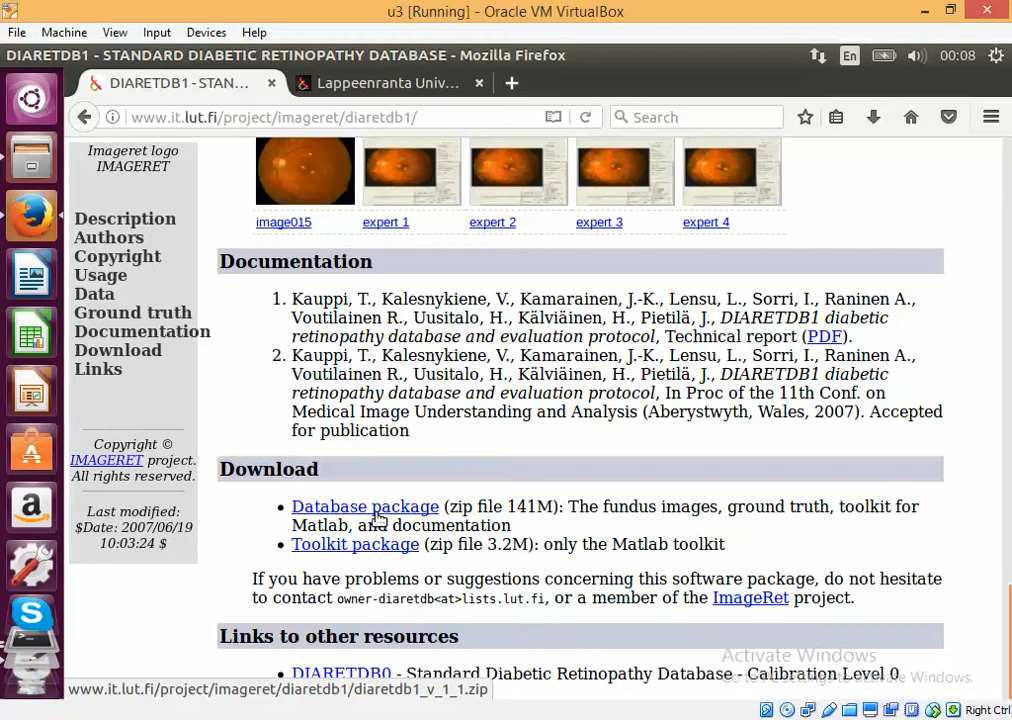 u3 [Running] - Oracle VM VirtualBox
File Machine View Input Devices Help
DIARETDB1 - STANDARD DIABETIC RETINOPATHY DATABASE - Mozilla Firefox
En
00:08
DIARETDB1 - STAN...
Lappeenranta Univ...
www.it.lut.fi/project/imageret/diaretdb1/
Search
Imageret logo
IMAGERET
Description
Authors
Copyright
Usage
Data
Ground truth
Documentation
Download
Links
Copyright ©
IMAGERET project.
All rights reserved.
Last modified:
$Date: 2007/06/19
10:03:24 $
image015 expert 1 expert 2 expert 3 expert 4
Documentation
1. Kauppi, T., Kalesnykiene, V., Kamarainen, J.-K., Lensu, L., Sorri, I., Raninen A.,
Voutilainen R., Uusitalo, H., Kälviäinen, H., Pietilä, J., DIARETDB1 diabetic
retinopathy database and evaluation protocol, Technical report (PDF).
2. Kauppi, T., Kalesnykiene, V., Kamarainen, J.-K., Lensu, L., Sorri, I., Raninen A.,
Voutilainen R., Uusitalo, H., Kälviäinen, H., Pietilä, J., DIARETDB1 diabetic
retinopathy database and evaluation protocol, In Proc of the 11th Conf. on
Medical Image Understanding and Analysis (Aberystwyth, Wales, 2007). Accepted
for publication
Download
• Database package (zip file 141M): The fundus images, ground truth, toolkit for
Matlab, and documentation
• Toolkit package (zip file 3.2M): only the Matlab toolkit
If you have problems or suggestions concerning this software package, do not hesitate
to contact owner-diaretdb<at>lists.lut.fi, or a member of the ImageRet project.
Links to other resources
• DIARETDB0 - Standard Diabetic Retinopathy Database - Calibration Level 0
Activate Windows
Go to PC settings to activate Windows.
www.it.lut.fi/project/imageret/diaretdb1/diaretdb1_v_1_1.zip
Right Ctrl